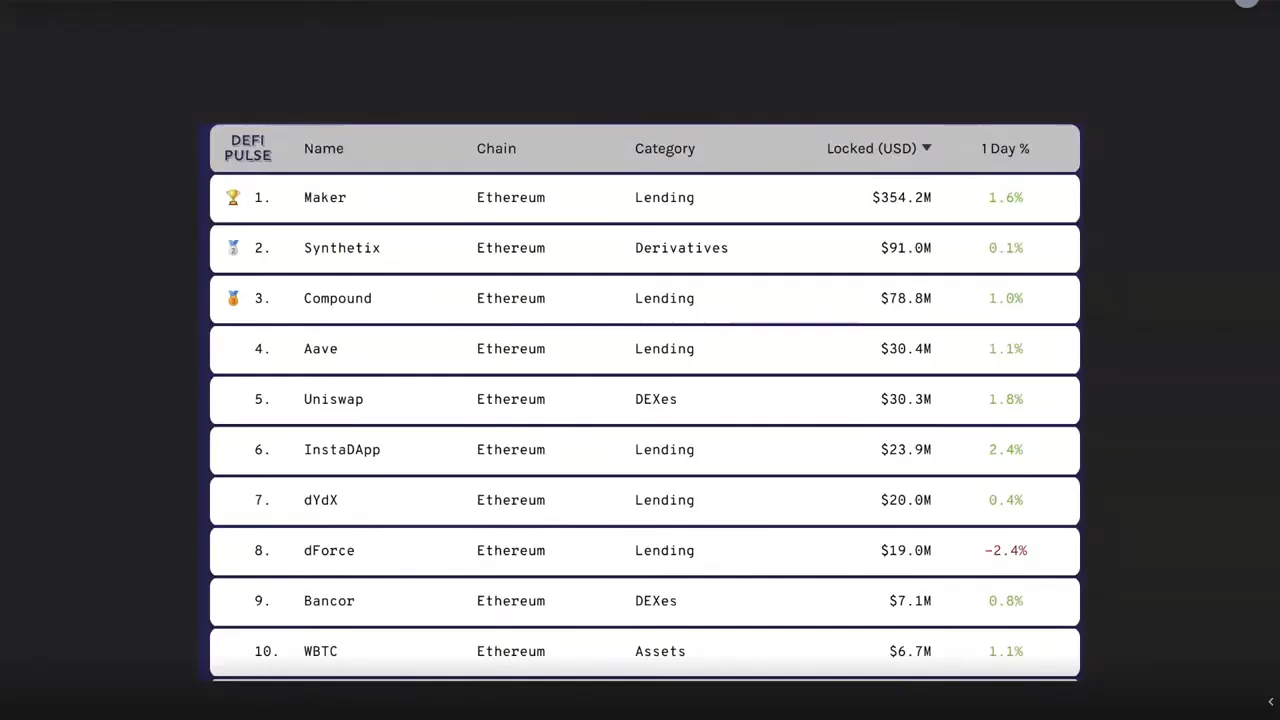 DEFI PULSE Name Chain Category Locked (USD) ▼ 1 Day %
1. Maker Ethereum Lending $354.2M 1.6%
2. Synthetix Ethereum Derivatives $91.0M 0.1%
3. Compound Ethereum Lending $78.8M 1.0%
4. Aave Ethereum Lending $30.4M 1.1%
5. Uniswap Ethereum DEXes $30.3M 1.8%
6. InstaDApp Ethereum Lending $23.9M 2.4%
7. dYdX Ethereum Lending $20.0M 0.4%
8. dForce Ethereum Lending $19.0M -2.4%
9. Bancor Ethereum DEXes $7.1M 0.8%
10. WBTC Ethereum Assets $6.7M 1.1%